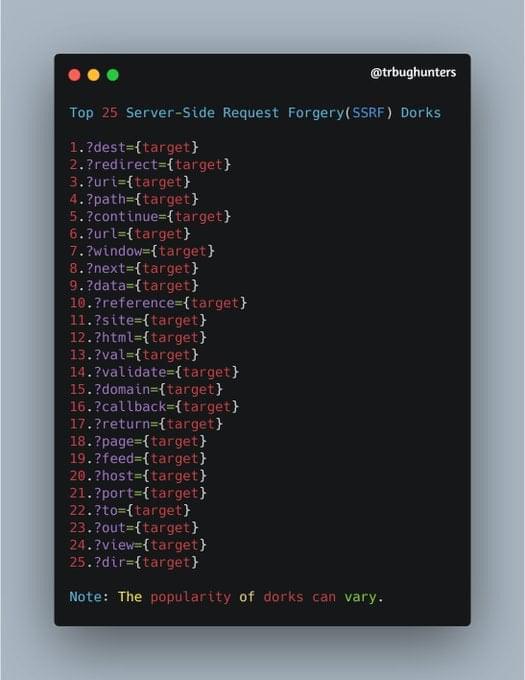 @trbughunters
Top 25 Server-Side Request Forgery(SSRF) Dorks
1.?dest={target}
2.?redirect={target}
3.?uri={target}
4.?path={target}
5.?continue={target}
6.?url={target}
7.?window={target}
8.?next={target}
9.?data={target}
10.?reference={target}
11.?site={target}
12.?html={target}
13.?val={target}
14.?validate={target}
15.?domain={target}
16.?callback={target}
17.?return={target}
18.?page={target}
19.?feed={target}
20.?host={target}
21.?port={target}
22.?to={target}
23.?out={target}
24.?view={target}
25.?dir={target}
Note: The popularity of dorks can vary.